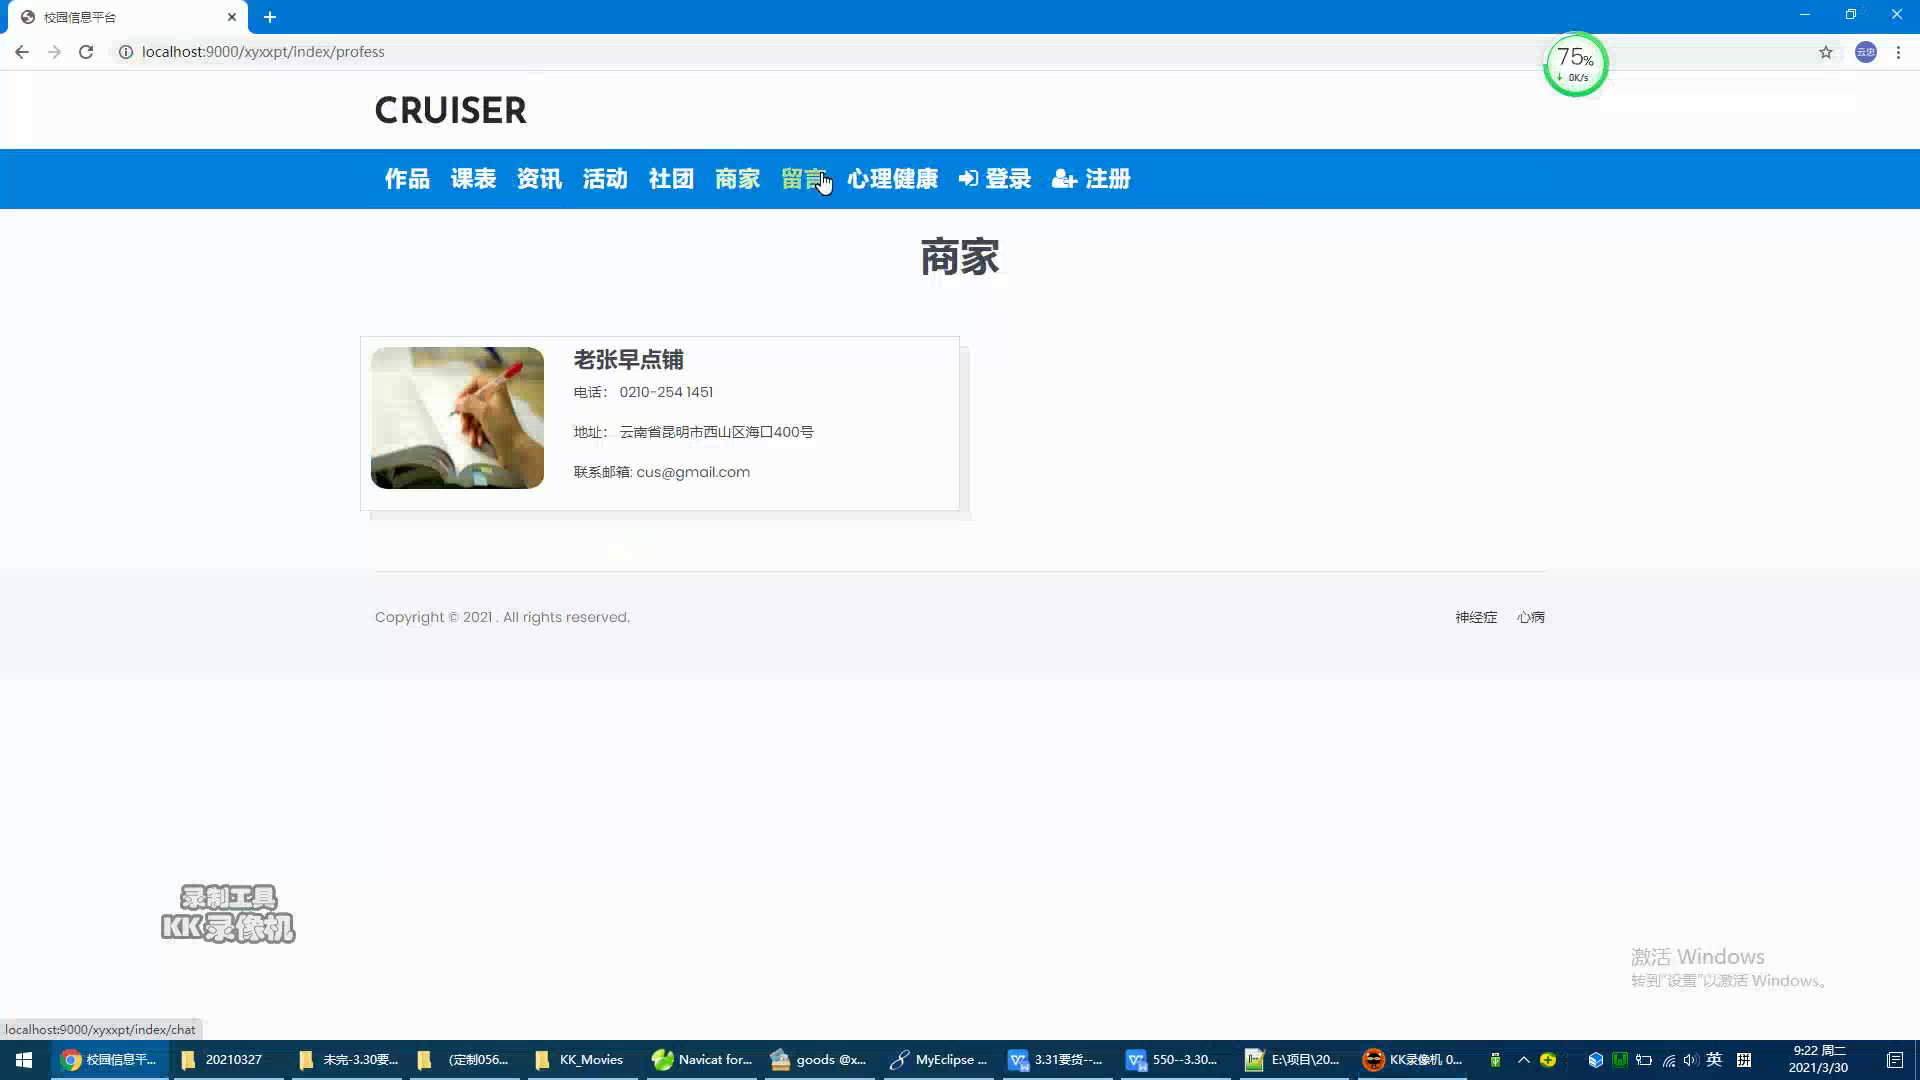 校园信息平台
localhost:9000/xyxxpt/index/profess
云忠
75%
0K/s
CRUISER
作品 课表 资讯 活动 社团 商家 留言 心理健康 登录 注册
商家
老张早点铺
电话: 0210-254 1451
地址: 云南省昆明市西山区海口400号
联系邮箱: cus@gmail.com
Copyright © 2021 . All rights reserved.
神经症 心病
录制工具
KK录像机
激活 Windows
转到“设置”以激活 Windows。
localhost:9000/xyxxpt/index/chat
校园信息平... 20210327 未完-3.30要... (定制056... KK_Movies Navicat for... goods @x... MyEclipse ... 3.31要货--... 550--3.30... E:\项目\20... KK录像机 0... 英 拼
9:22 周二
2021/3/30